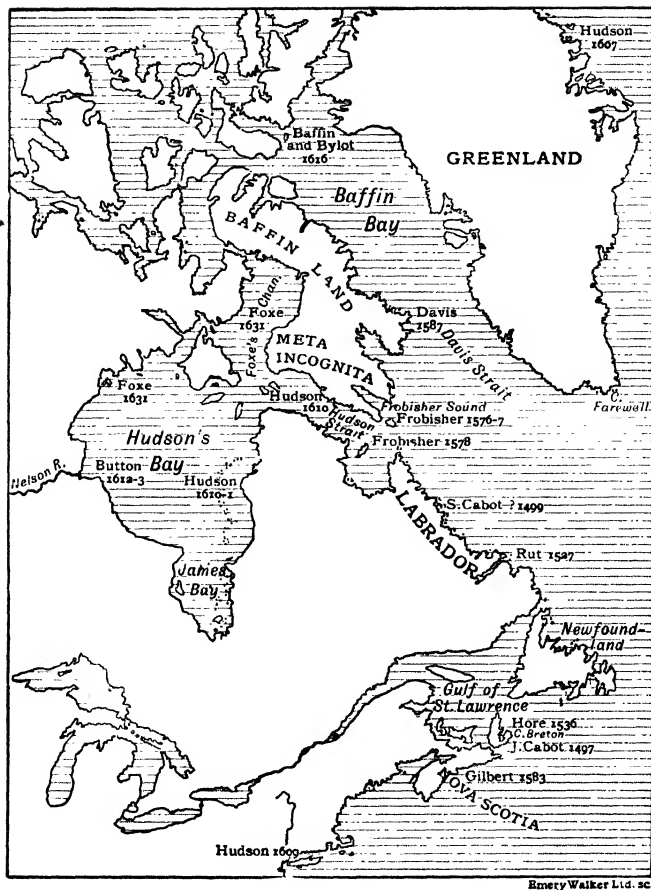 Hudson
1607
Baffin
and Bylot
1616
GREENLAND
Baffin
Bay
BAFFIN LAND
Foxe's Chan.
Foxe
1631
Davis
1587
Davis Strait
META
INCOGNITA
C.
Farewell
Foxe
1631
Hudson
1610
Frobisher Sound
Frobisher 1576-7
Hudson
Strait
Frobisher 1578
Hudson's
Bay
Nelson R.
Button
1612-3
Hudson
1610-1
S. Cabot ? 1499
LABRADOR
Rut 1527
James
Bay
Newfound-
land
Gulf of
St. Lawrence
Hore 1536
C. Breton
J. Cabot 1497
Gilbert 1583
NOVA SCOTIA
Hudson 1609
Emery Walker Ltd. sc.